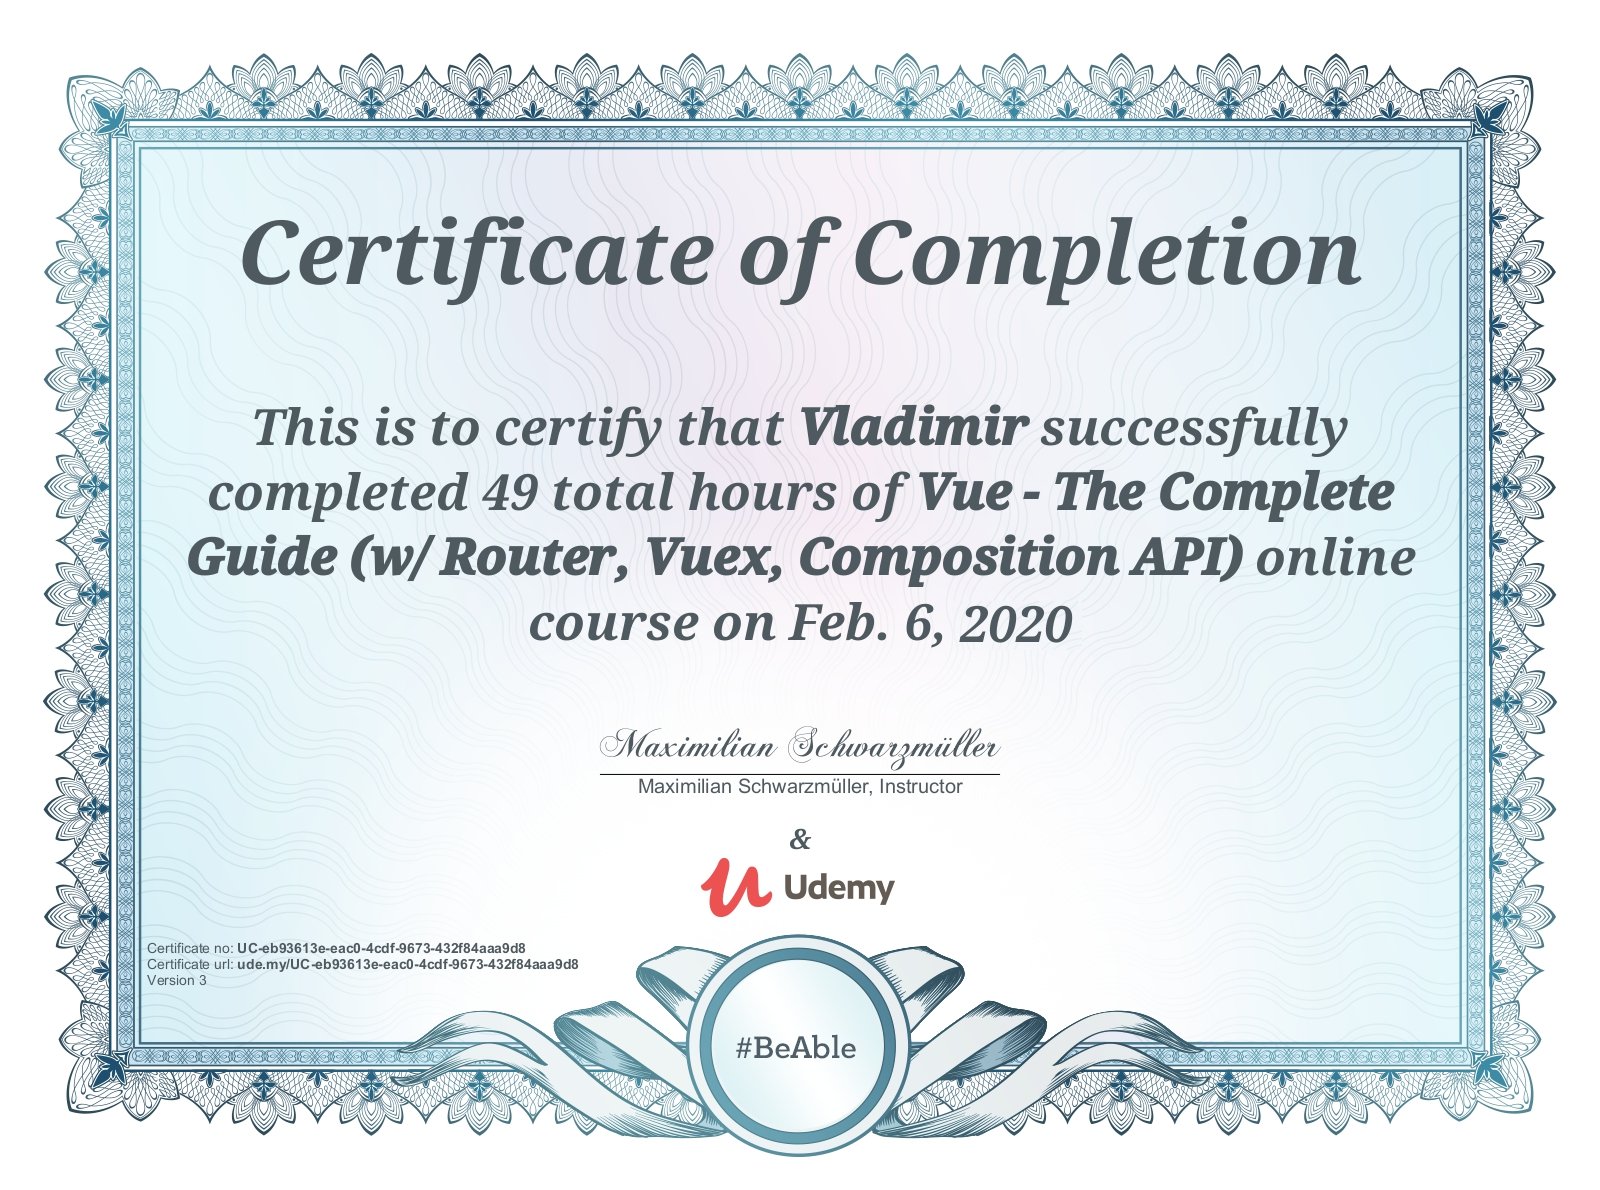 Certificate of Completion
This is to certify that Vladimir successfully
completed 49 total hours of Vue - The Complete
Guide (w/ Router, Vuex, Composition API) online
course on Feb. 6, 2020
Maximilian Schwarzmüller
Maximilian Schwarzmüller, Instructor
&
Udemy
Certificate no: UC-eb93613e-eac0-4cdf-9673-432f84aaa9d8
Certificate url: ude.my/UC-eb93613e-eac0-4cdf-9673-432f84aaa9d8
Version 3
#BeAble